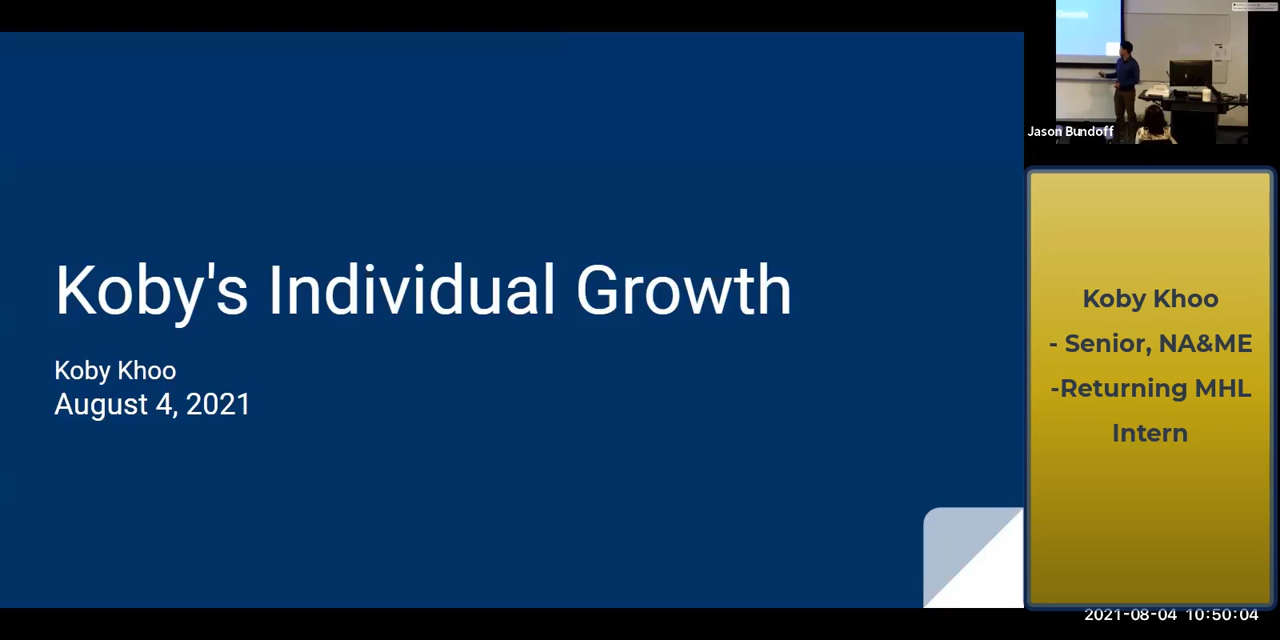 Koby's Individual Growth
Koby Khoo
August 4, 2021
Jason Bundoff
Koby Khoo
- Senior, NA&ME
-Returning MHL
Intern
2021-08-04 10:50:04